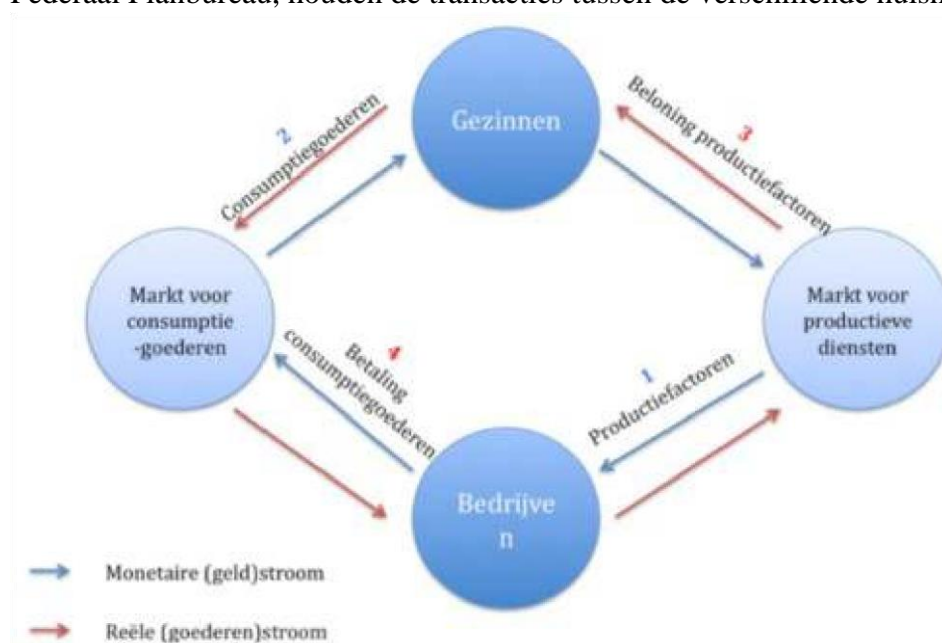 Federaal Planbureau, houden de transacties tussen de verschillende
Gezinnen
2
Consumptiegoederen
Beloning productiefactoren
3
Markt voor
consumptie
-goederen
Markt voor
productieve
diensten
4
Betaling
consumptiegoederen
1
Productiefactoren
Bedrijve
n
Monetaire (geld)stroom
Reële (goederen)stroom